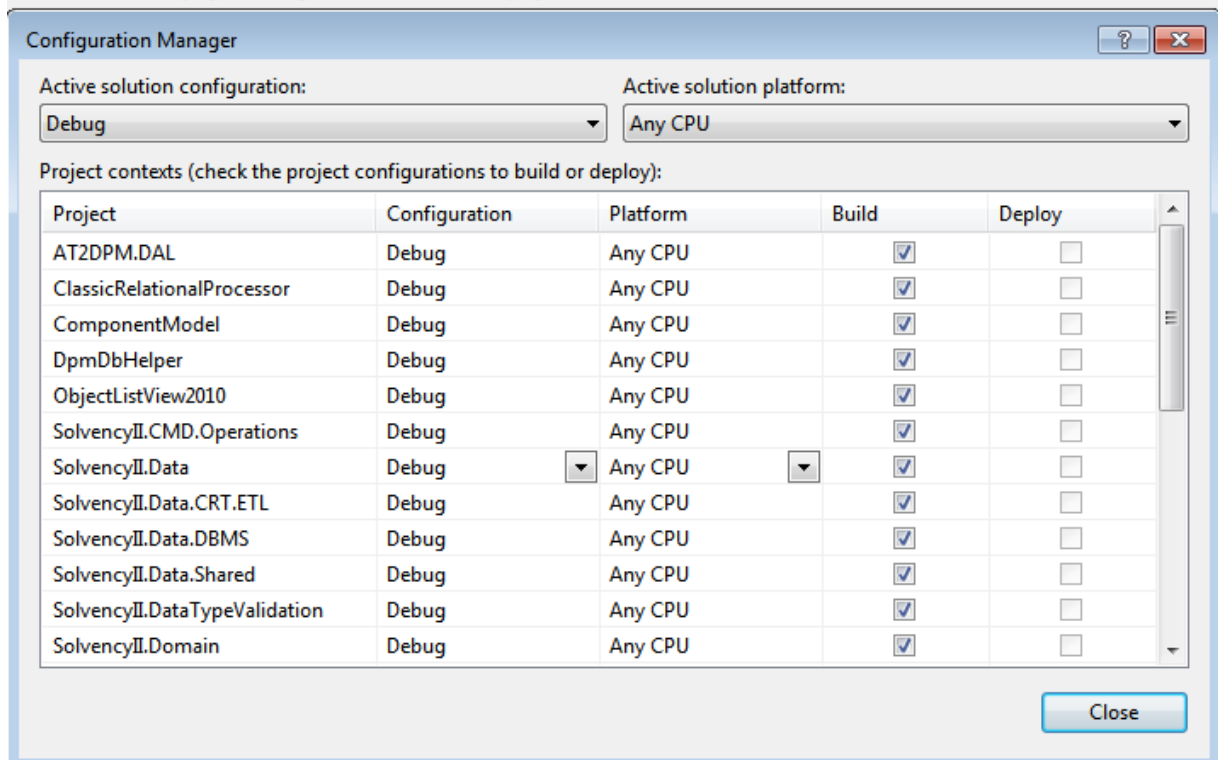 Configuration Manager
?
Active solution configuration: Active solution platform:
Debug Any CPU
Project contexts (check the project configurations to build or deploy):
Project Configuration Platform Build Deploy
AT2DPM.DAL Debug Any CPU
ClassicRelationalProcessor Debug Any CPU
ComponentModel Debug Any CPU
DpmDbHelper Debug Any CPU
ObjectListView2010 Debug Any CPU
SolvencyII.CMD.Operations Debug Any CPU
SolvencyII.Data Debug Any CPU
SolvencyII.Data.CRT.ETL Debug Any CPU
SolvencyII.Data.DBMS Debug Any CPU
SolvencyII.Data.Shared Debug Any CPU
SolvencyII.DataTypeValidation Debug Any CPU
SolvencyII.Domain Debug Any CPU
Close